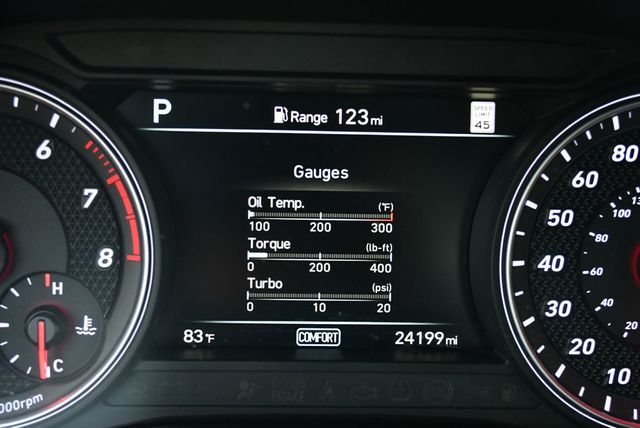 P
Range 123 mi
SPEED
LIMIT
45
Gauges
Oil Temp. (°F)
100 200 300
Torque (lb-ft)
0 200 400
Turbo (psi)
0 10 20
83°F
COMFORT
24199 mi
6
7
8
H
C
000rpm
80
60
50
40
30
20
10
100
80
60
40
20
BRAKE